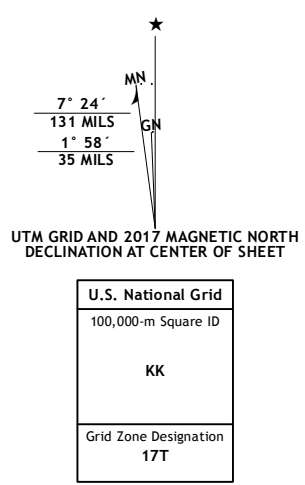 ★
MN
7° 24´
131 MILS
GN
1° 58´
35 MILS
UTM GRID AND 2017 MAGNETIC NORTH
DECLINATION AT CENTER OF SHEET
U.S. National Grid
100,000-m Square ID
KK
Grid Zone Designation
17T